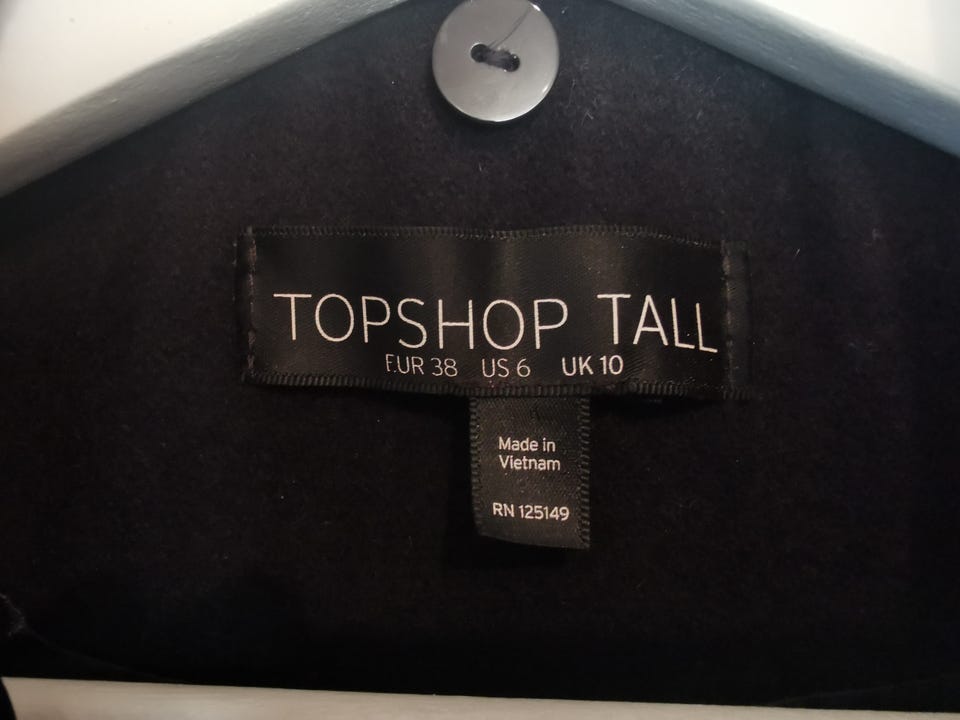 TOPSHOP TALL
EUR 38 US 6 UK 10
Made in
Vietnam
RN 125149